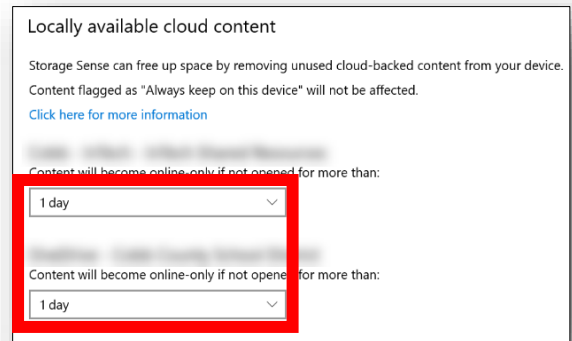 Locally available cloud content
Storage Sense can free up space by removing unused cloud-backed content from your device.
Content flagged as "Always keep on this device" will not be affected.
Click here for more information
Content will become online-only if not opened for more than:
1 day
Content will become online-only if not opened for more than:
1 day